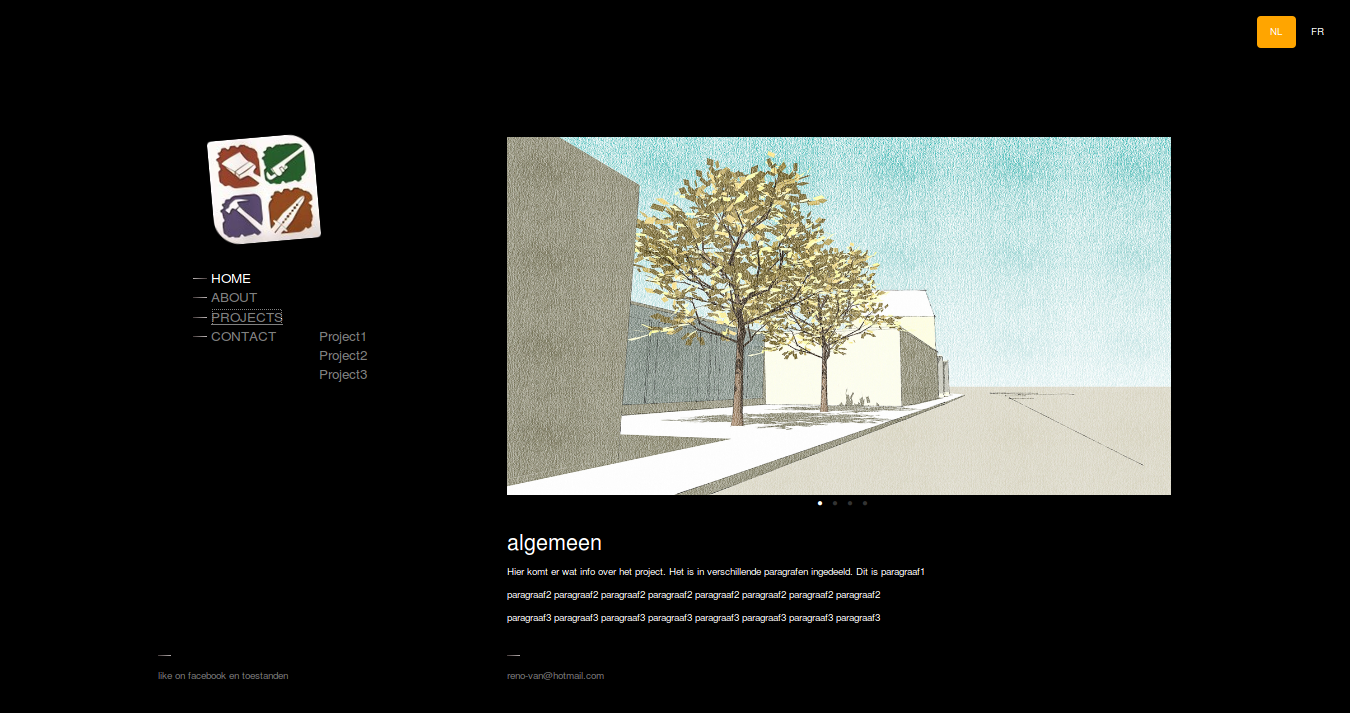 NL
FR
HOME
ABOUT
PROJECTS
CONTACT
Project1
Project2
Project3
algemeen
Hier komt er wat info over het project. Het is in verschillende paragrafen ingedeeld. Dit is paragraaf1
paragraaf2 paragraaf2 paragraaf2 paragraaf2 paragraaf2 paragraaf2 paragraaf2 paragraaf2
paragraaf3 paragraaf3 paragraaf3 paragraaf3 paragraaf3 paragraaf3 paragraaf3 paragraaf3
like on facebook en toestanden
reno-van@hotmail.com